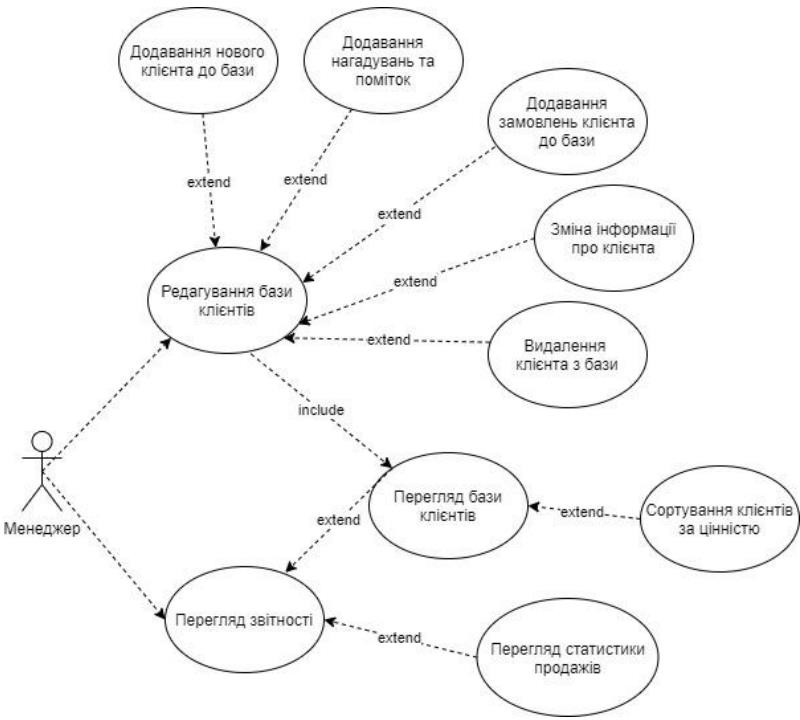 Додавання нового
клієнта до бази
Додавання
нагадувань та
поміток
Додавання
замовлень клієнта
до бази
extend
extend
extend
Зміна інформації
про клієнта
extend
Редагування бази
клієнтів
extend
Видалення
клієнта з бази
include
Менеджер
Перегляд бази
клієнтів
extend
Сортування клієнтів
за цінністю
extend
Перегляд звітності
extend
Перегляд статистики
продажів